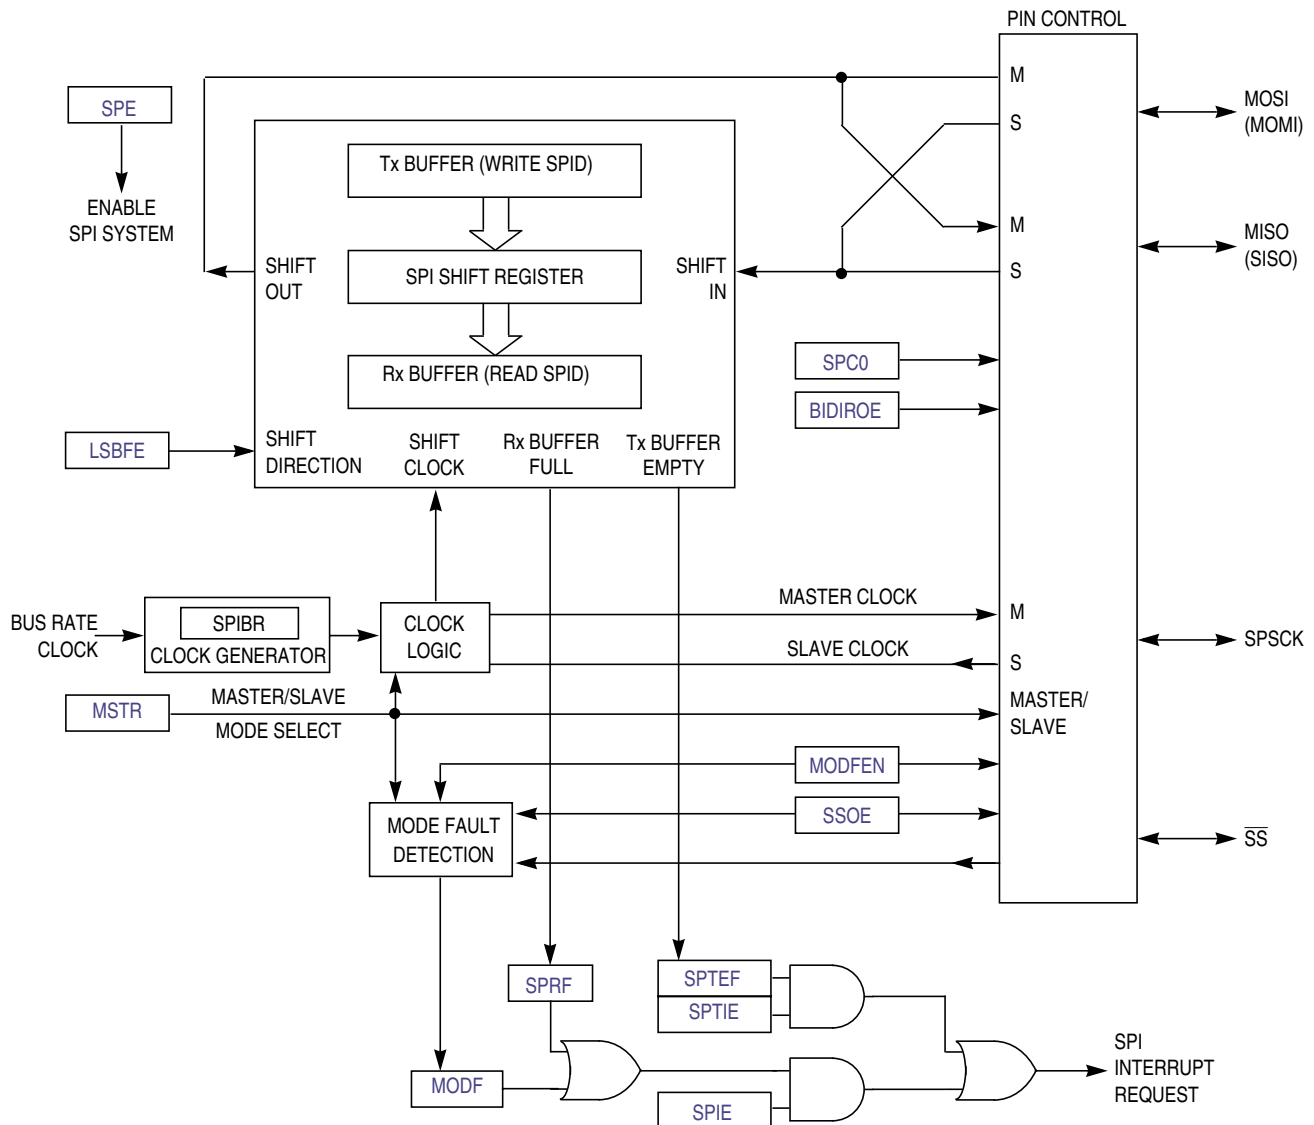 PIN CONTROL
M
SPE
MOSI
(MOMI)
S
Tx BUFFER (WRITE SPID)
ENABLE
SPI SYSTEM
M
MISO
(SISO)
SHIFT
OUT
SPI SHIFT REGISTER
SHIFT
IN
S
SPC0
Rx BUFFER (READ SPID)
BIDIROE
LSBFE
SHIFT
DIRECTION
SHIFT
CLOCK
Rx BUFFER
FULL
Tx BUFFER
EMPTY
MASTER CLOCK
M
BUS RATE
CLOCK
SPIBR
CLOCK GENERATOR
CLOCK
LOGIC
SLAVE CLOCK
S
SPSCK
MSTR
MASTER/SLAVE
MODE SELECT
MASTER/
SLAVE
MODFEN
SSOE
MODE FAULT
DETECTION
SS
SPRF
SPTEF
SPTIE
SPI
INTERRUPT
REQUEST
MODF
SPIE